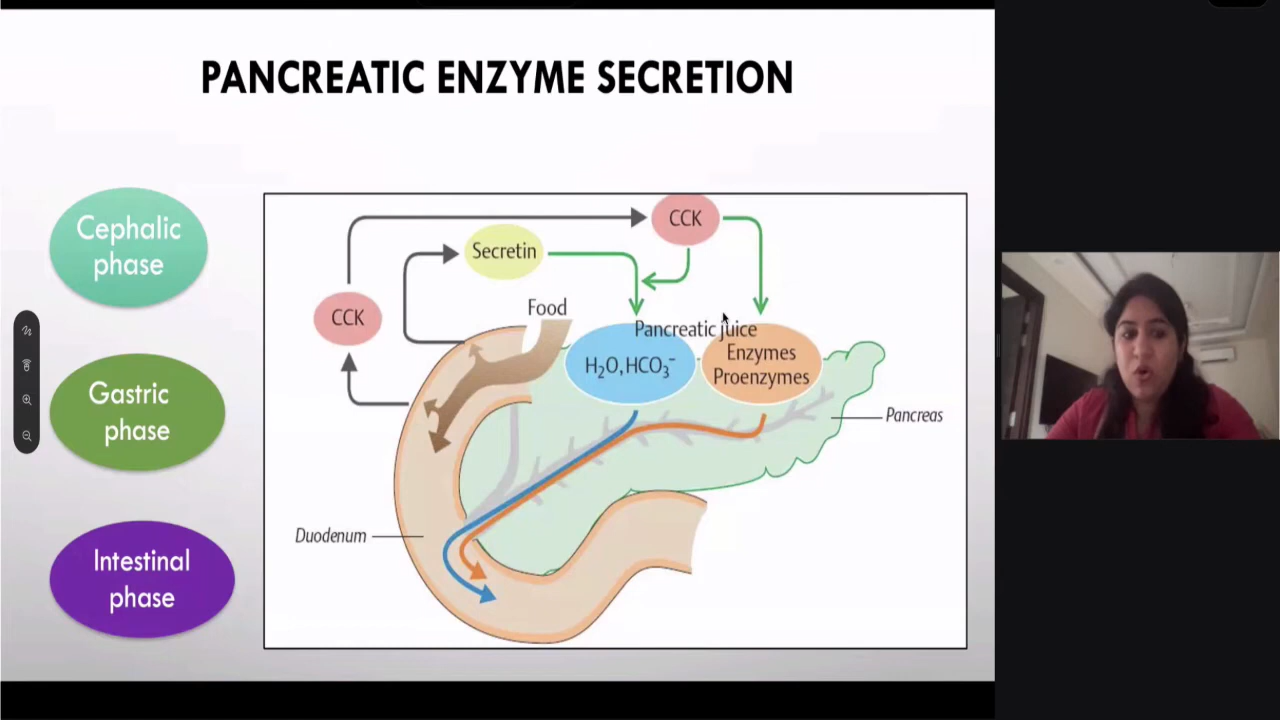 PANCREATIC ENZYME SECRETION
Cephalic
phase
Gastric
phase
Intestinal
phase
CCK
Secretin
CCK
Food
Pancreatic juice
H₂O, HCO₃⁻
Enzymes
Proenzymes
Pancreas
Duodenum